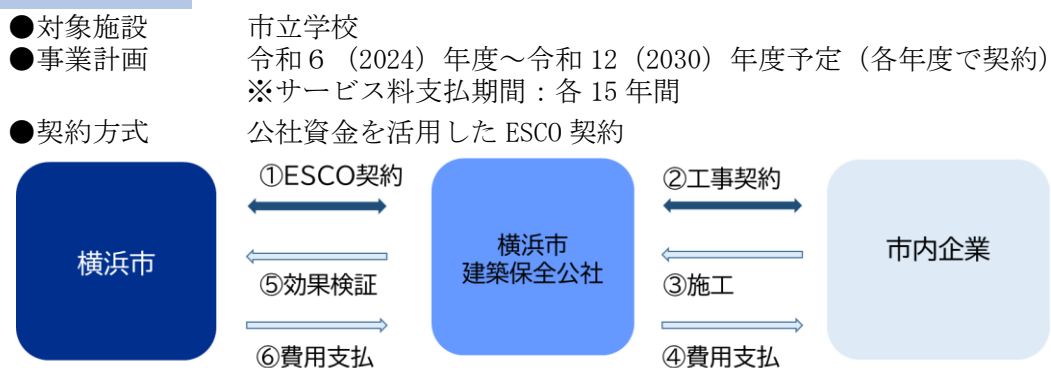 ●対象施設　市立学校
●事業計画　令和６（2024）年度～令和 12（2030）年度予定（各年度で契約）
※サービス料支払期間：各 15 年間
●契約方式　公社資金を活用した ESCO 契約
①ESCO契約
②工事契約
横浜市
横浜市
建築保全公社
市内企業
⑤効果検証
③施工
⑥費用支払
④費用支払